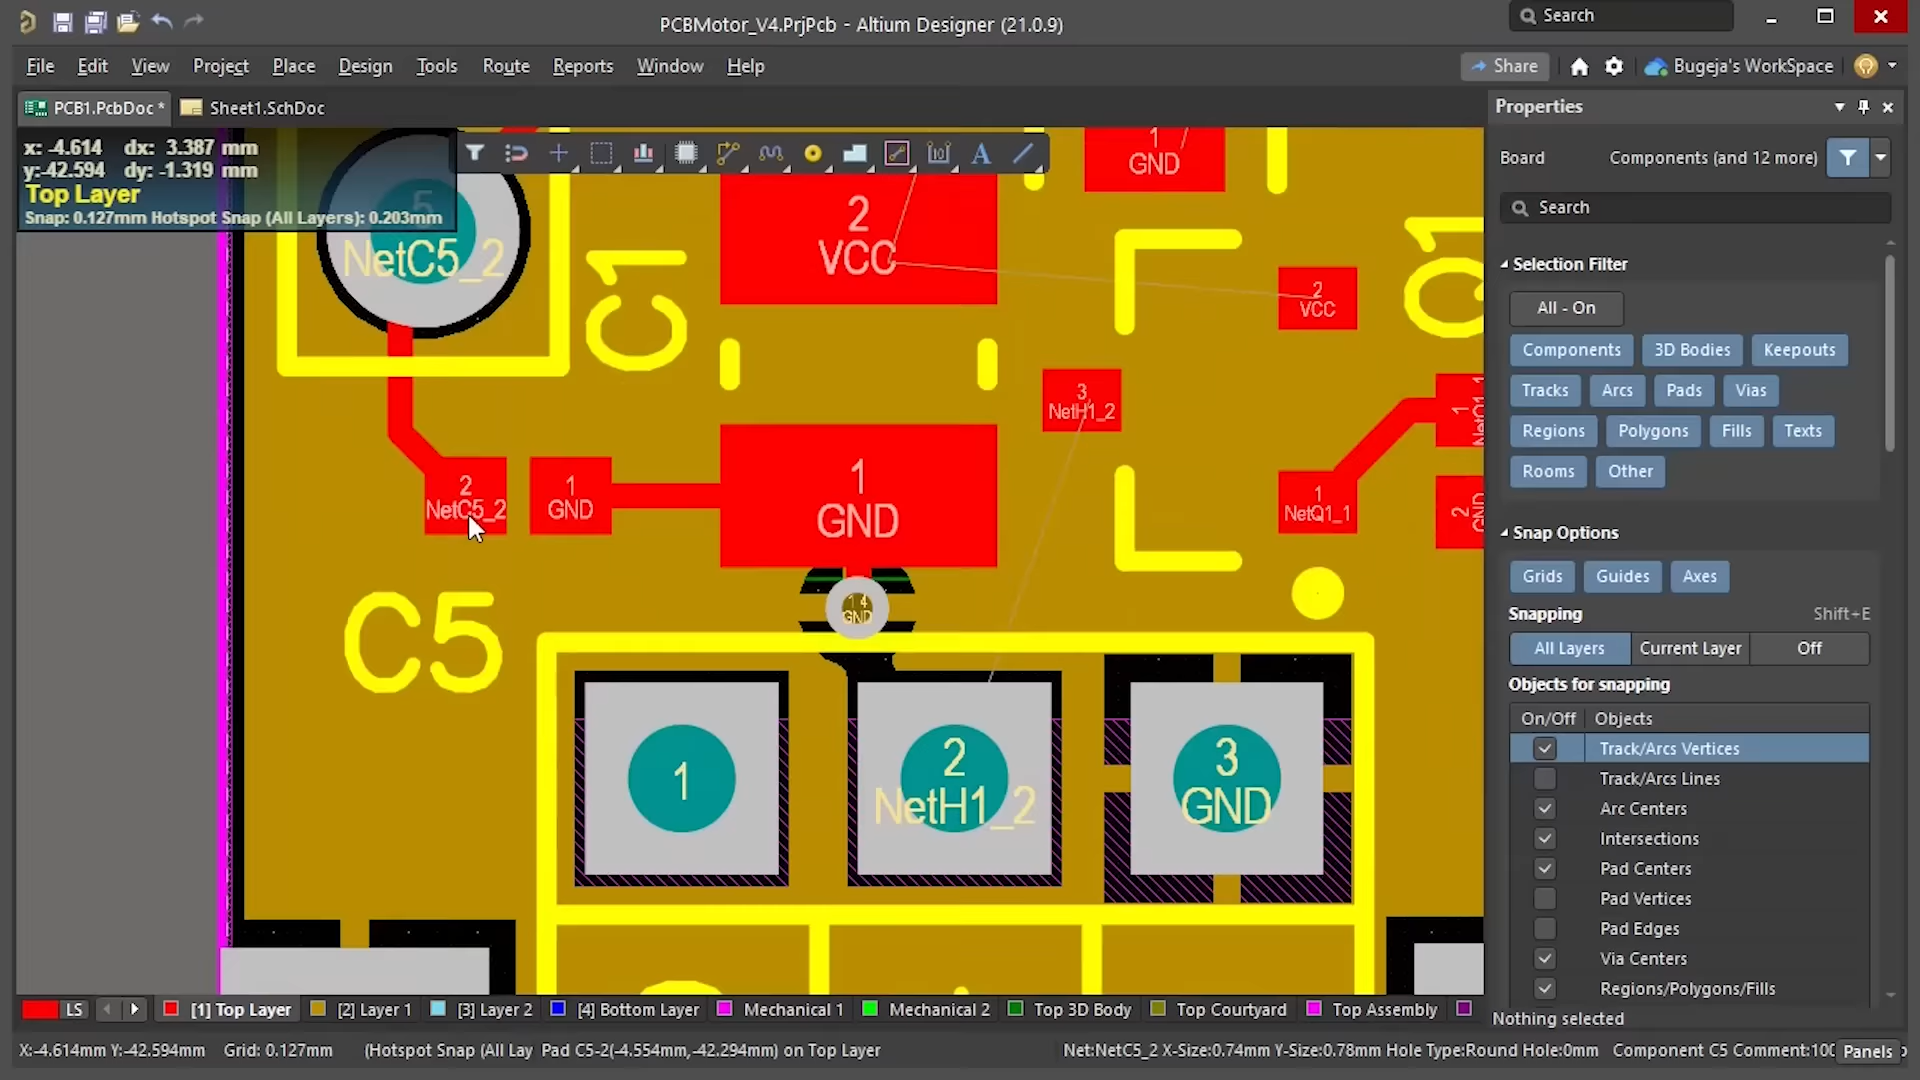 PCBMotor_V4.PrjPcb - Altium Designer (21.0.9)
Search
File Edit View Project Place Design Tools Route Reports Window Help
Share
Bugeja's WorkSpace
PCB1.PcbDoc *
Sheet1.SchDoc
Properties
x: -4.614 dx: 3.387 mm
y:-42.594 dy: -1.319 mm
Top Layer
Snap: 0.127mm Hotspot Snap (All Layers): 0.203mm
Board
Components (and 12 more)
Search
Selection Filter
All - On
Components 3D Bodies Keepouts
Tracks Arcs Pads Vias
Regions Polygons Fills Texts
Rooms Other
Snap Options
Grids Guides Axes
Snapping
Shift+E
All Layers Current Layer Off
Objects for snapping
On/Off Objects
Track/Arcs Vertices
Track/Arcs Lines
Arc Centers
Intersections
Pad Centers
Pad Vertices
Pad Edges
Via Centers
Regions/Polygons/Fills
Nothing selected
5
NetC5_2
C1
2
VCC
1
GND
2
VCC
3
NetH1_2
2
NetC5_2
1
GND
1
GND
1
NetQ1_1
2
GND
C5
1 4
GND
1
2
NetH1_2
3
GND
LS
[1] Top Layer
[2] Layer 1
[3] Layer 2
[4] Bottom Layer
Mechanical 1
Mechanical 2
Top 3D Body
Top Courtyard
Top Assembly
X:-4.614mm Y:-42.594mm
Grid: 0.127mm
(Hotspot Snap (All Lay
Pad C5-2(-4.554mm,-42.294mm) on Top Layer
Net:NetC5_2 X-Size:0.74mm Y-Size:0.78mm Hole Type:Round Hole:0mm
Component C5 Comment:100
Panels